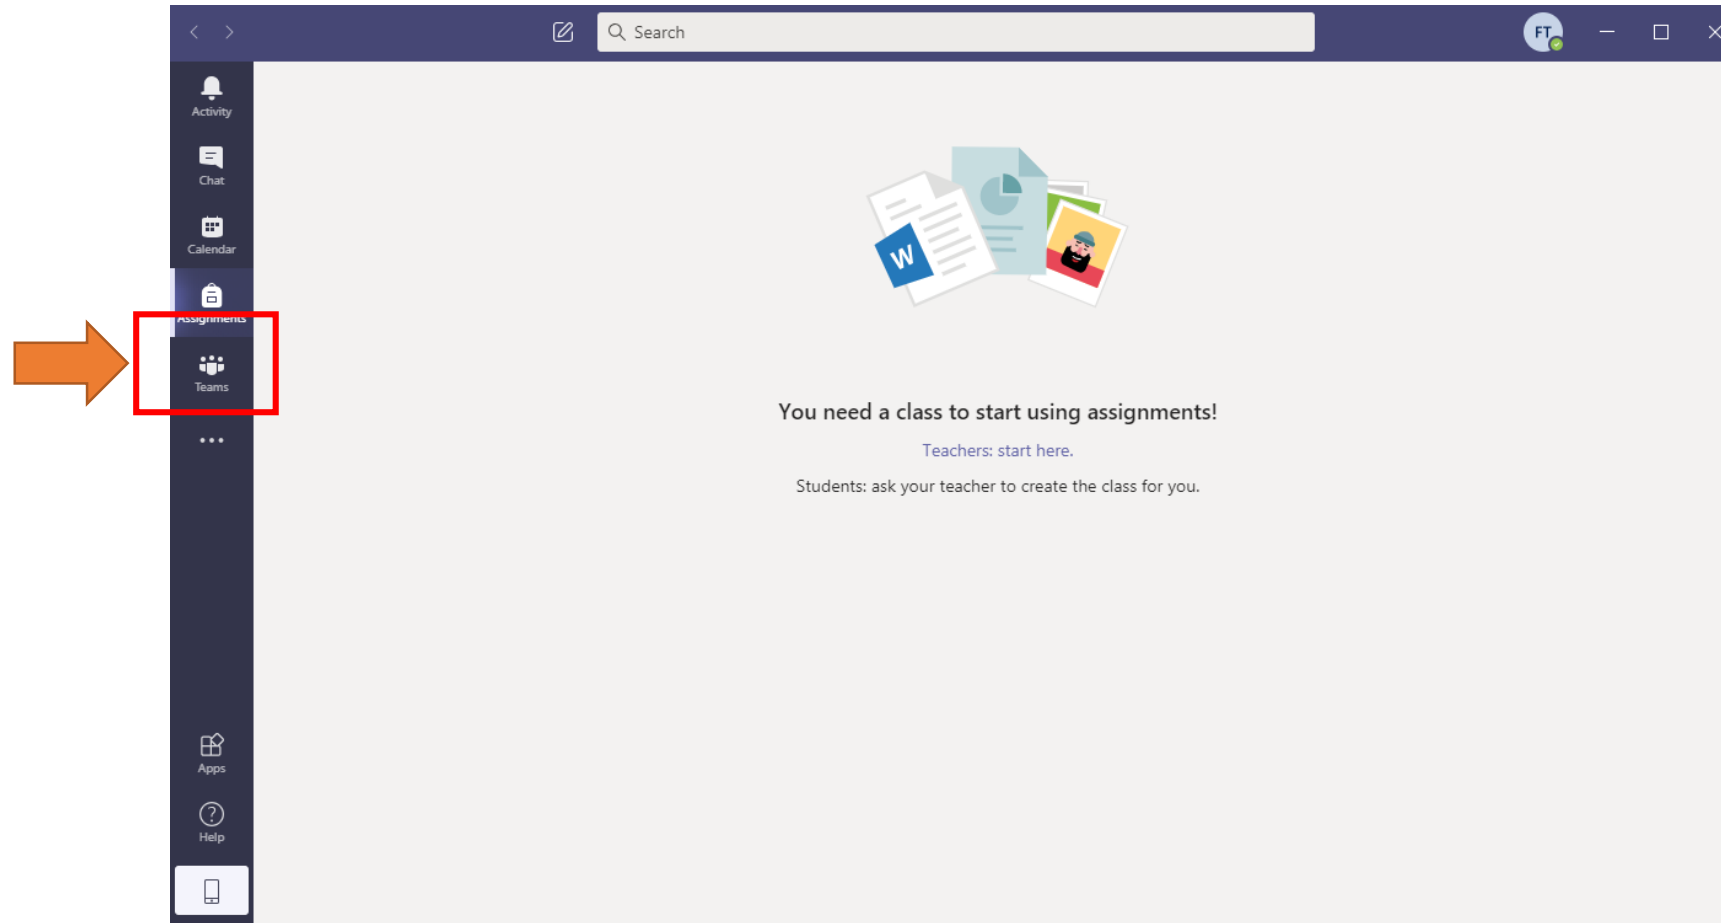 Search
FT
Activity
Chat
Calendar
Assignments
Teams
W
You need a class to start using assignments!
Teachers: start here.
Students: ask your teacher to create the class for you.
Apps
Help